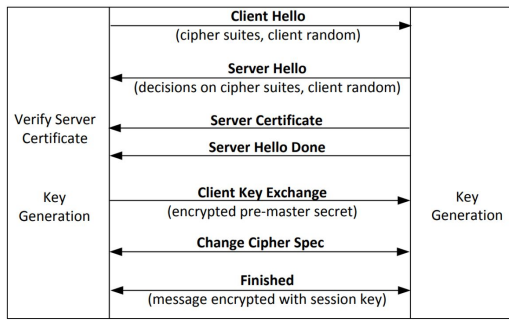 Client Hello
(cipher suites, client random)
Server Hello
(decisions on cipher suites, client random)
Verify Server
Certificate
Server Certificate
Server Hello Done
Key
Generation
Client Key Exchange
(encrypted pre-master secret)
Key
Generation
Change Cipher Spec
Finished
(message encrypted with session key)